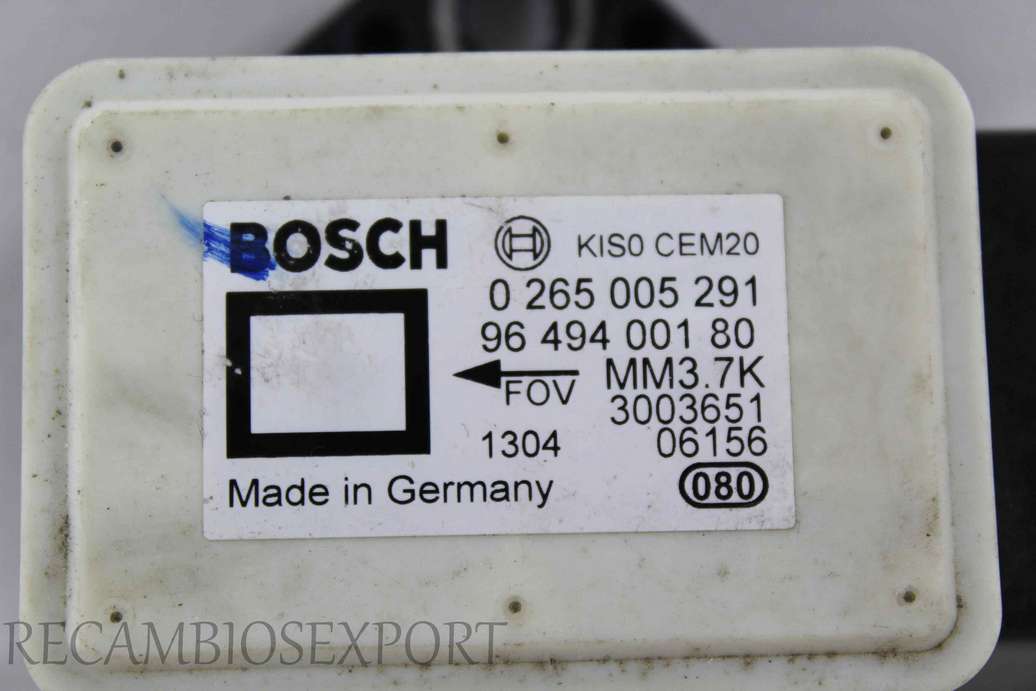 BOSCH KIS0 CEM20
0 265 005 291
96 494 001 80
FOV MM3.7K
3003651
1304 06156
Made in Germany 080
RECAMBIOSEXPORT